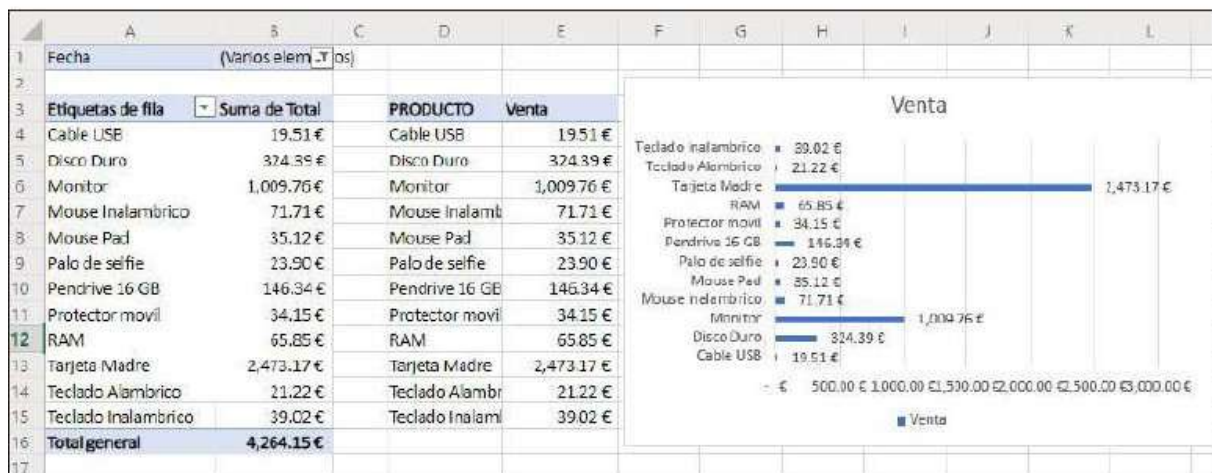 A B C D E F G H I J K L
1 Fecha (Varios elem os)
2
3 Etiquetas de fila Suma de Total PRODUCTO Venta
4 Cable USB 19.51 € Cable USB 19.51 €
5 Disco Duro 324.39 € Disco Duro 324.39 €
6 Monitor 1,009.76 € Monitor 1,009.76 €
7 Mouse Inalambrico 71.71 € Mouse Inalamb 71.71 €
8 Mouse Pad 35.12 € Mouse Pad 35.12 €
9 Palo de selfie 23.90 € Palo de selfie 23.90 €
10 Pendrive 16 GB 146.34 € Pendrive 16 GB 146.34 €
11 Protector movil 34.15 € Protector movil 34.15 €
12 RAM 65.85 € RAM 65.85 €
13 Tarjeta Madre 2,473.17 € Tarjeta Madre 2,473.17 €
14 Teclado Alambrico 21.22 € Teclado Alambr 21.22 €
15 Teclado Inalambrico 39.02 € Teclado Inalam 39.02 €
16 Total general 4,264.15 €
17
Venta
Teclado Inalambrico 39.02 €
Teclado Alambrico 21.22 €
Tarjeta Madre 2,473.17 €
RAM 65.85 €
Protector movil 34.15 €
Pendrive 16 GB 146.34 €
Palo de selfie 23.90 €
Mouse Pad 35.12 €
Mouse Inalambrico 71.71 €
Monitor 1,009.76 €
Disco Duro 324.39 €
Cable USB 19.51 €
- € 500.00 € 1,000.00 € 1,500.00 € 2,000.00 € 2,500.00 € 3,000.00 €
Venta